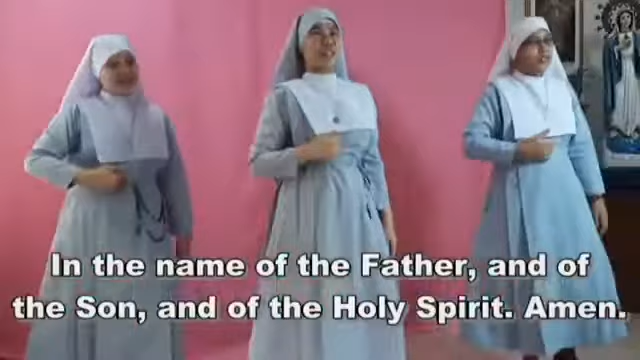 In the name of the Father, and of
the Son, and of the Holy Spirit. Amen.